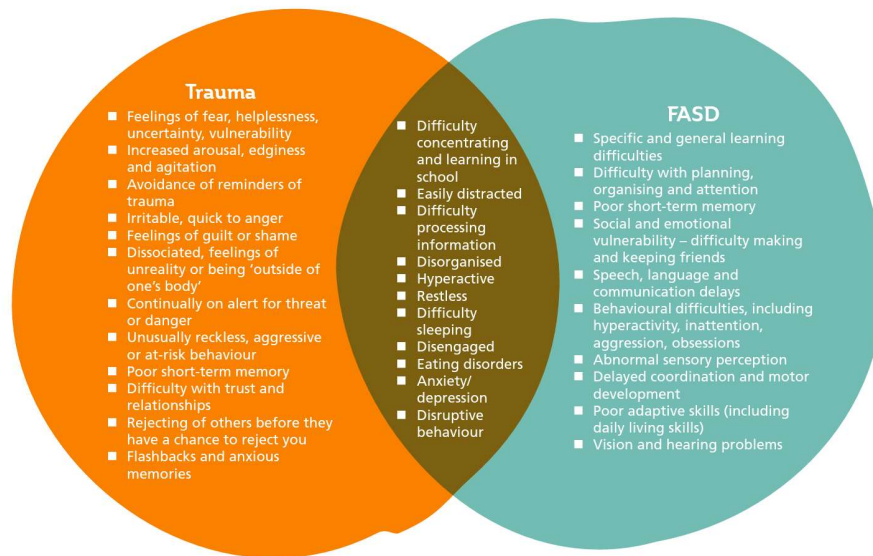 Trauma
■ Feelings of fear, helplessness,
uncertainty, vulnerability
■ Increased arousal, edginess
and agitation
■ Avoidance of reminders of
trauma
■ Irritable, quick to anger
■ Feelings of guilt or shame
■ Dissociated, feelings of
unreality or being ‘outside of
one’s body’
■ Continually on alert for threat
or danger
■ Unusually reckless, aggressive
or at-risk behaviour
■ Poor short-term memory
■ Difficulty with trust and
relationships
■ Rejecting of others before they
have a chance to reject you
■ Flashbacks and anxious
memories
■ Difficulty
concentrating
and learning in
school
■ Easily distracted
■ Difficulty
processing
information
■ Disorganised
■ Hyperactive
■ Restless
■ Difficulty
sleeping
■ Disengaged
■ Eating disorders
■ Anxiety/
depression
■ Disruptive
behaviour
FASD
■ Specific and general learning
difficulties
■ Difficulty with planning,
organising and attention
■ Poor short-term memory
■ Social and emotional
vulnerability – difficulty making
and keeping friends
■ Speech, language and
communication delays
■ Behavioural difficulties, including
hyperactivity, inattention,
aggression, obsessions
■ Abnormal sensory perception
■ Delayed coordination and motor
development
■ Poor adaptive skills (including
daily living skills)
■ Vision and hearing problems